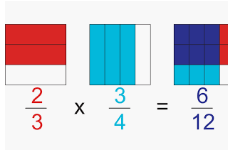 2/3 x 3/4 = 6/12